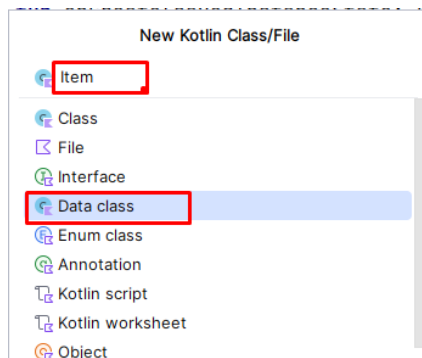 New Kotlin Class/File
Item
Class
File
Interface
Data class
Enum class
Annotation
Kotlin script
Kotlin worksheet
Object